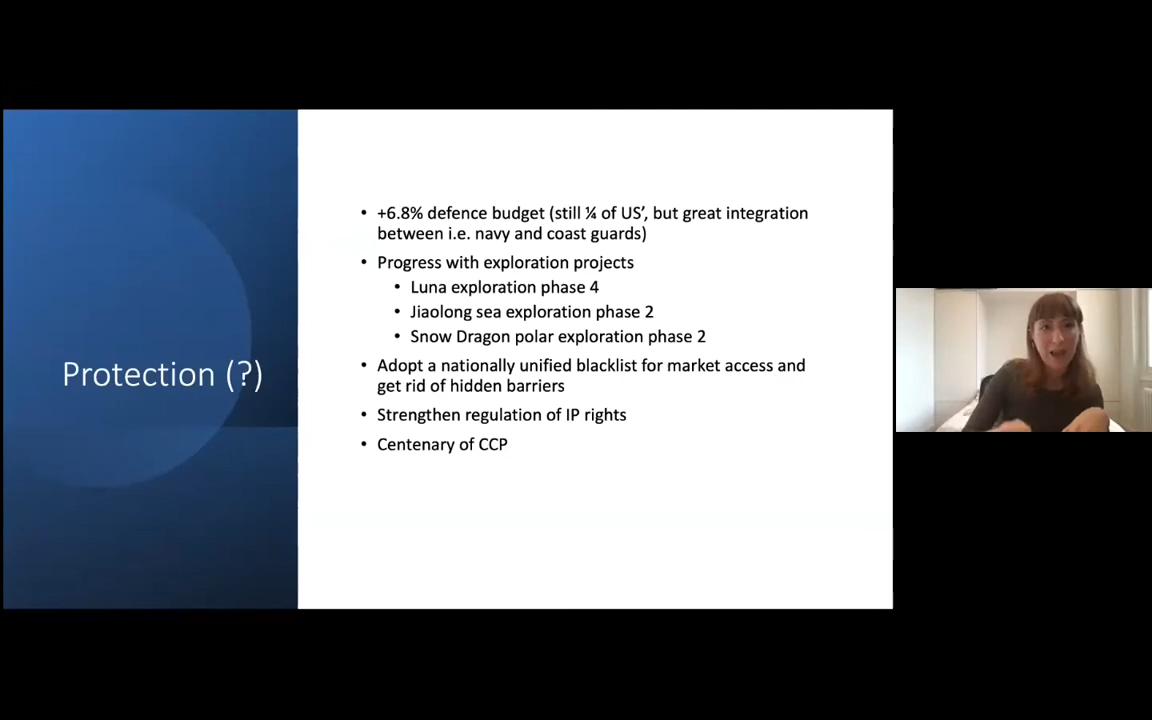 Protection (?)
• +6.8% defence budget (still ¼ of US’, but great integration
between i.e. navy and coast guards)
• Progress with exploration projects
• Luna exploration phase 4
• Jiaolong sea exploration phase 2
• Snow Dragon polar exploration phase 2
• Adopt a nationally unified blacklist for market access and
get rid of hidden barriers
• Strengthen regulation of IP rights
• Centenary of CCP